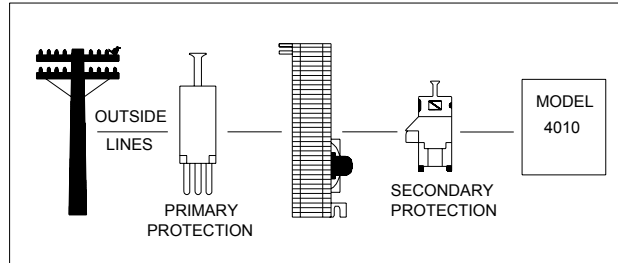 OUTSIDE
LINES
PRIMARY
PROTECTION
SECONDARY
PROTECTION
MODEL
4010